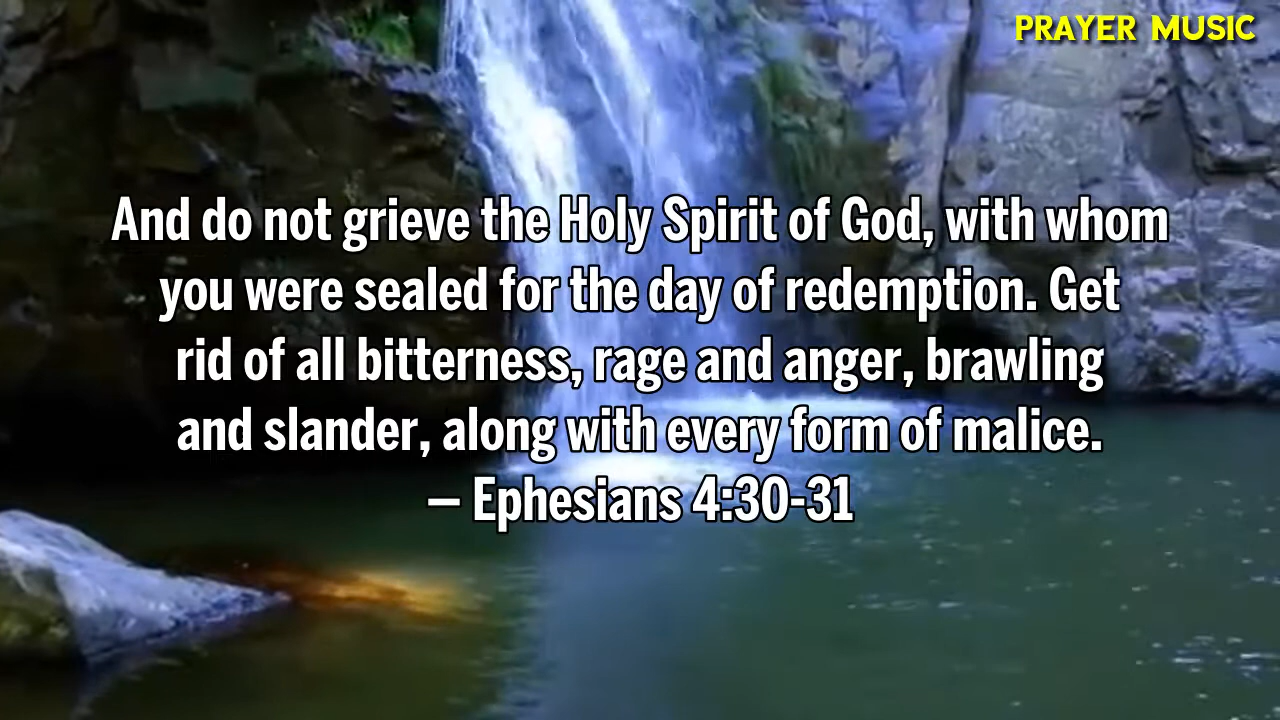 PRAYER MUSIC
And do not grieve the Holy Spirit of God, with whom
you were sealed for the day of redemption. Get
rid of all bitterness, rage and anger, brawling
and slander, along with every form of malice.
– Ephesians 4:30-31